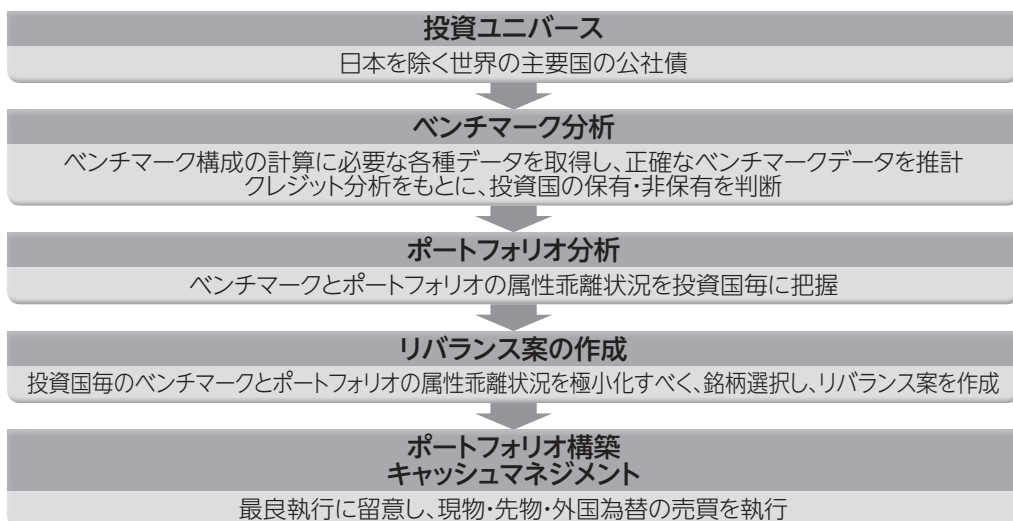 投資ユニバース
日本を除く世界の主要国の公社債
ベンチマーク分析
ベンチマーク構成の計算に必要な各種データを取得し、正確なベンチマークデータを推計
クレジット分析をもとに、投資国の保有・非保有を判断
ポートフォリオ分析
ベンチマークとポートフォリオの属性乖離状況を投資国毎に把握
リバランス案の作成
投資国毎のベンチマークとポートフォリオの属性乖離状況を極小化すべく、銘柄選択し、リバランス案を作成
ポートフォリオ構築
キャッシュマネジメント
最良執行に留意し、現物・先物・外国為替の売買を執行